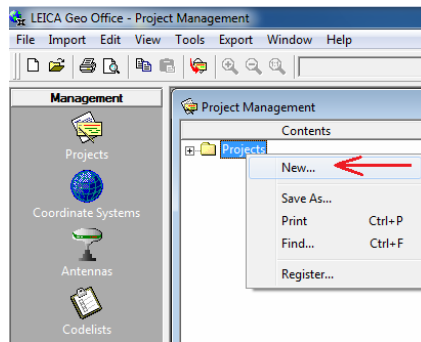 LEICA Geo Office - Project Management
File Import Edit View Tools Export Window Help
Management
Projects
Coordinate Systems
Antennas
Codelists
Project Management
Contents
Projects
New...
Save As...
Print Ctrl+P
Find... Ctrl+F
Register...